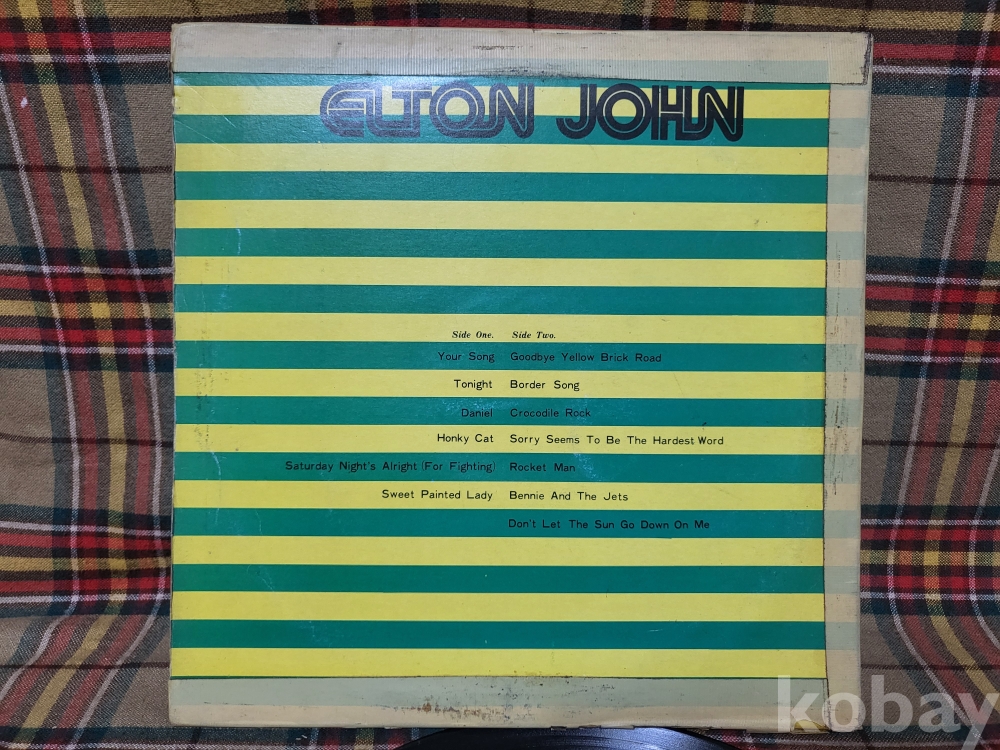 ELTON JOHN
Side One. Side Two.
Your Song Goodbye Yellow Brick Road
Tonight Border Song
Daniel Crocodile Rock
Honky Cat Sorry Seems To Be The Hardest Word
Saturday Night's Alright (For Fighting) Rocket Man
Sweet Painted Lady Bennie And The Jets
Don't Let The Sun Go Down On Me
kobay